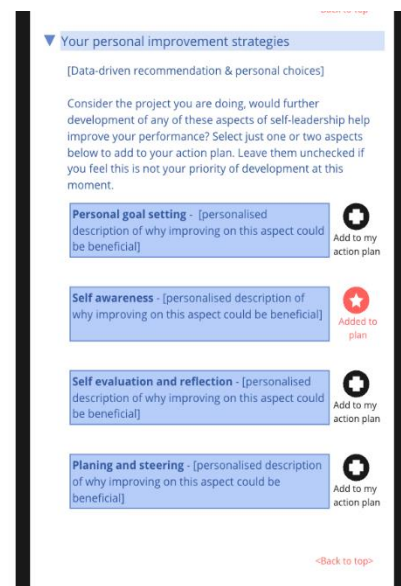 Your personal improvement strategies
[Data-driven recommendation & personal choices]
Consider the project you are doing, would further
development of any of these aspects of self-leadership help
improve your performance? Select just one or two aspects
below to add to your action plan. Leave them unchecked if
you feel this is not your priority of development at this
moment.
Personal goal setting - [personalised
description of why improving on this aspect could
be beneficial]
Add to my
action plan
Self awareness - [personalised description of
why improving on this aspect could be beneficial]
Added to
plan
Self evaluation and reflection - [personalised
description of why improving on this aspect could
be beneficial]
Add to my
action plan
Planing and steering - [personalised description
of why improving on this aspect could be
beneficial]
Add to my
action plan
<Back to top>